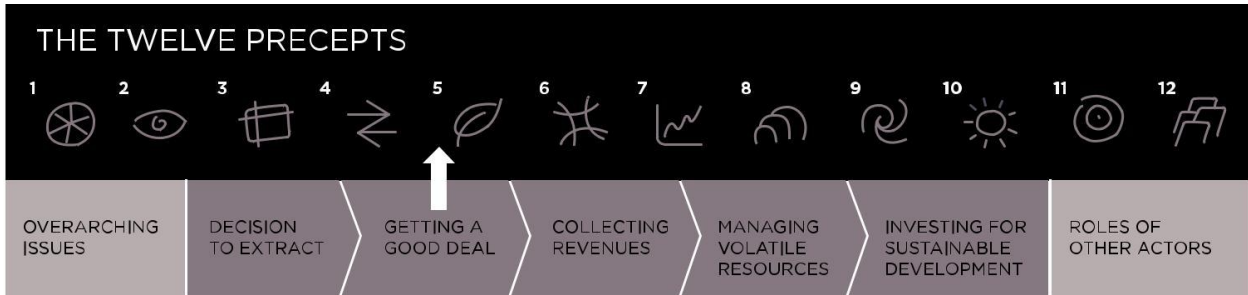 THE TWELVE PRECEPTS
1 2 3 4 5 6 7 8 9 10 11 12
OVERARCHING
ISSUES
DECISION
TO EXTRACT
GETTING A
GOOD DEAL
COLLECTING
REVENUES
MANAGING
VOLATILE
RESOURCES
INVESTING FOR
SUSTAINABLE
DEVELOPMENT
ROLES OF
OTHER ACTORS